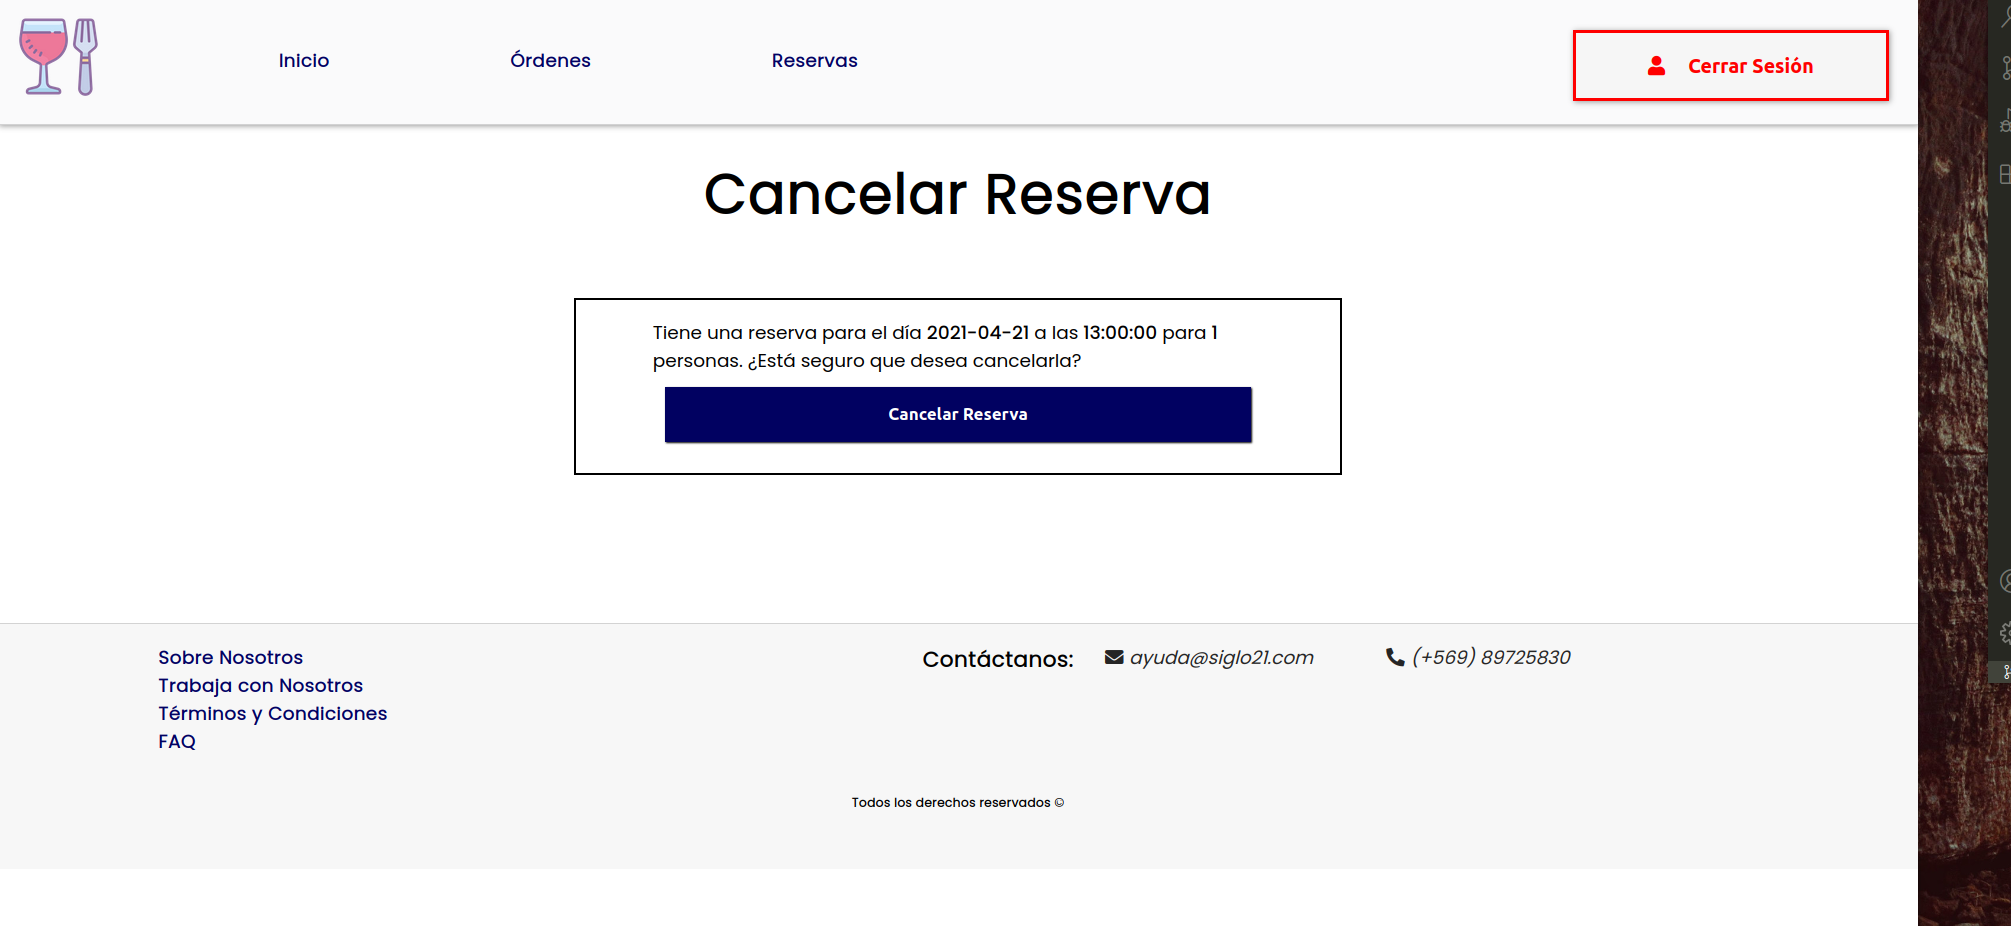 Inicio
Órdenes
Reservas
Cerrar Sesión
Cancelar Reserva
Tiene una reserva para el día 2021-04-21 a las 13:00:00 para 1
personas. ¿Está seguro que desea cancelarla?
Cancelar Reserva
Sobre Nosotros
Trabaja con Nosotros
Términos y Condiciones
FAQ
Contáctanos:
ayuda@siglo21.com
(+569) 89725830
Todos los derechos reservados ©